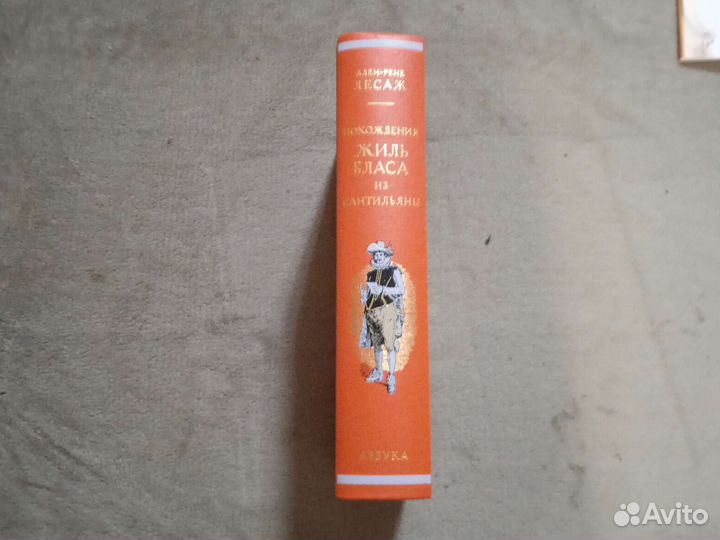 АЛЕН-РЕНЕ
ЛЕСАЖ
ПОХОЖДЕНИЯ
ЖИЛЬ
БЛАСА
ИЗ
САНТИЛЬЯНЫ
АЗБУКА
Avito